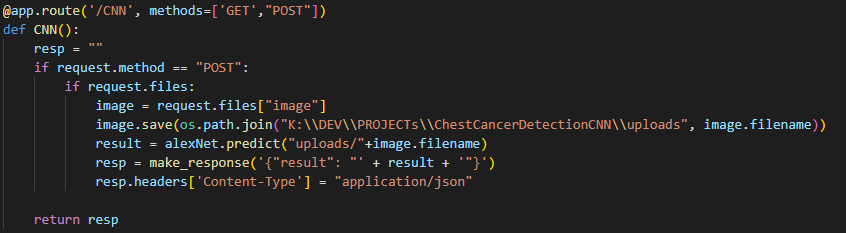 @app.route('/CNN', methods=['GET',"POST"])
def CNN():
    resp = ""
    if request.method == "POST":
        if request.files:
            image = request.files["image"]
            image.save(os.path.join("K:\\DEV\\PROJECTs\\ChestCancerDetectionCNN\\uploads", image.filename))
            result = alexNet.predict("uploads/"+image.filename)
            resp = make_response('{"result": "' + result + '"}')
            resp.headers['Content-Type'] = "application/json"
    return resp